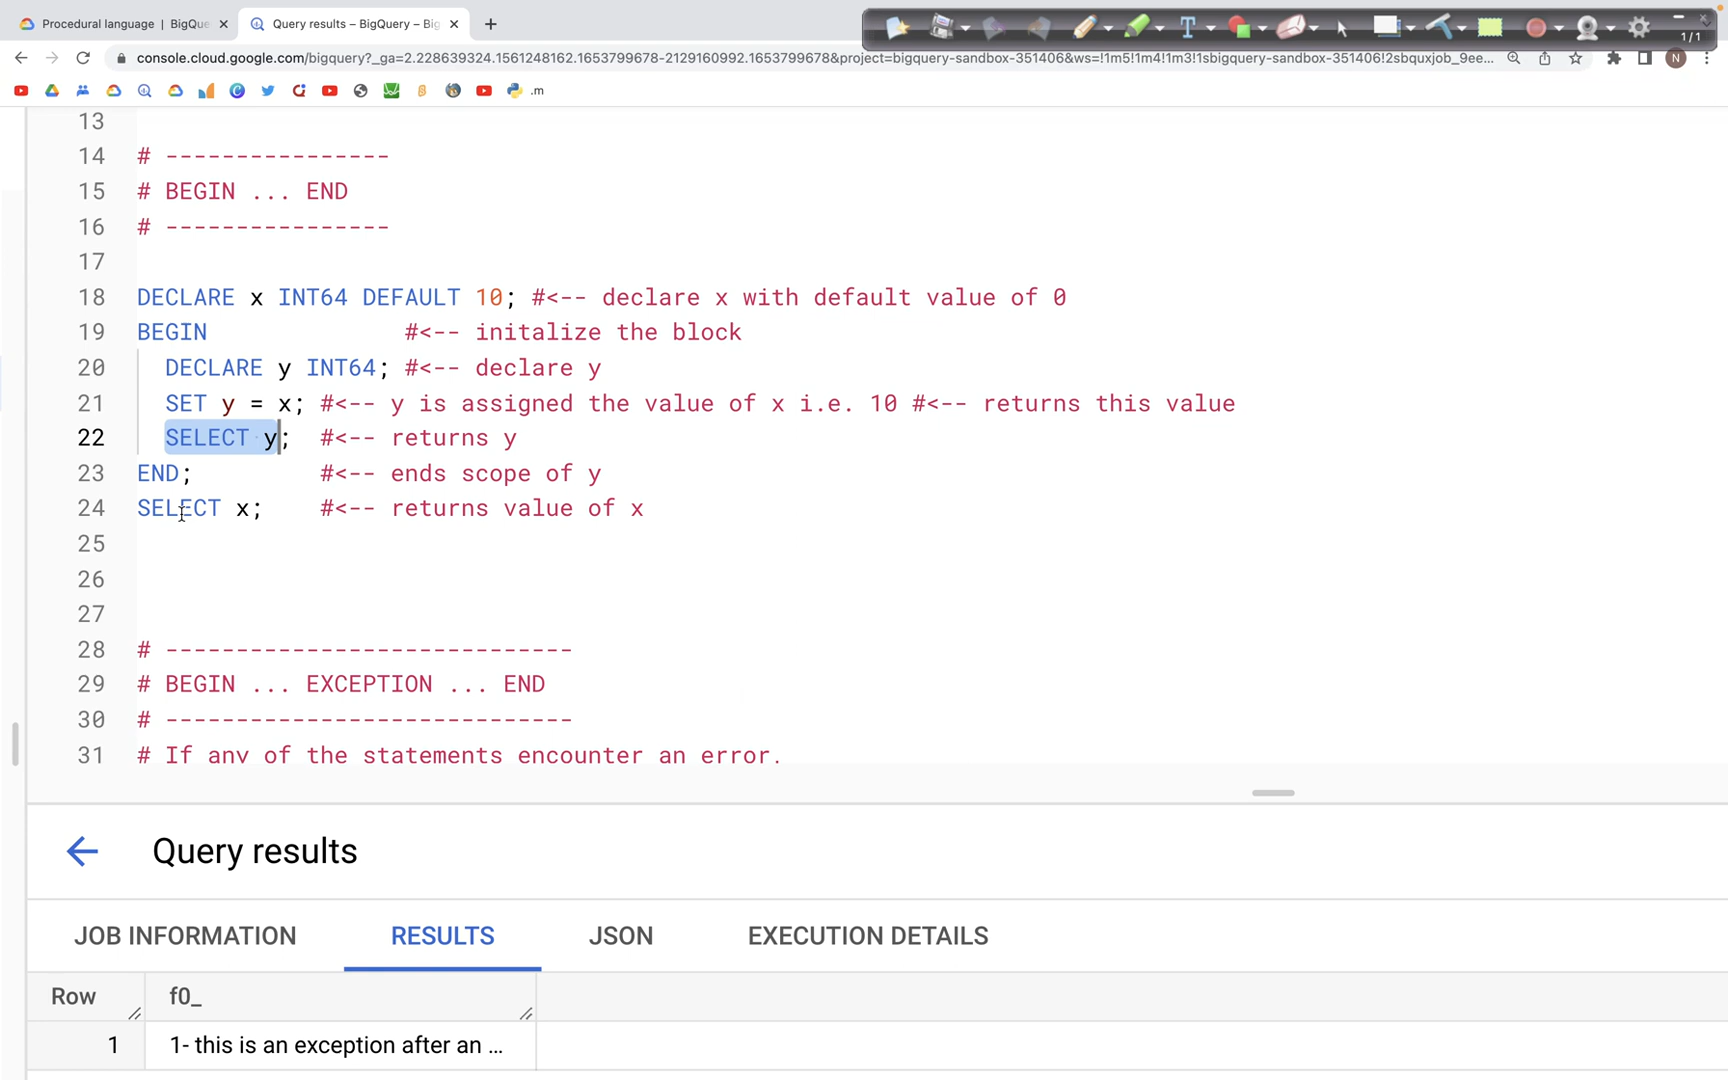 Procedural language | BigQue
Query results – BigQuery – Big
1/1
console.cloud.google.com/bigquery?_ga=2.228639324.1561248162.1653799678-2129160992.1653799678&project=bigquery-sandbox-351406&ws=!1m5!1m4!1m3!1sbigquery-sandbox-351406!2sbquxjob_9ee...
N
.m
13
14 # ----------------
15 # BEGIN ... END
16 # ----------------
17
18 DECLARE x INT64 DEFAULT 10; #<-- declare x with default value of 0
19 BEGIN #<-- initalize the block
20 DECLARE y INT64; #<-- declare y
21 SET y = x; #<-- y is assigned the value of x i.e. 10 #<-- returns this value
22 SELECT y; #<-- returns y
23 END; #<-- ends scope of y
24 SELECT x; #<-- returns value of x
25
26
27
28 # -----------------------------
29 # BEGIN ... EXCEPTION ... END
30 # -----------------------------
31 # If any of the statements encounter an error.
Query results
JOB INFORMATION RESULTS JSON EXECUTION DETAILS
Row f0_
1 1- this is an exception after an ...